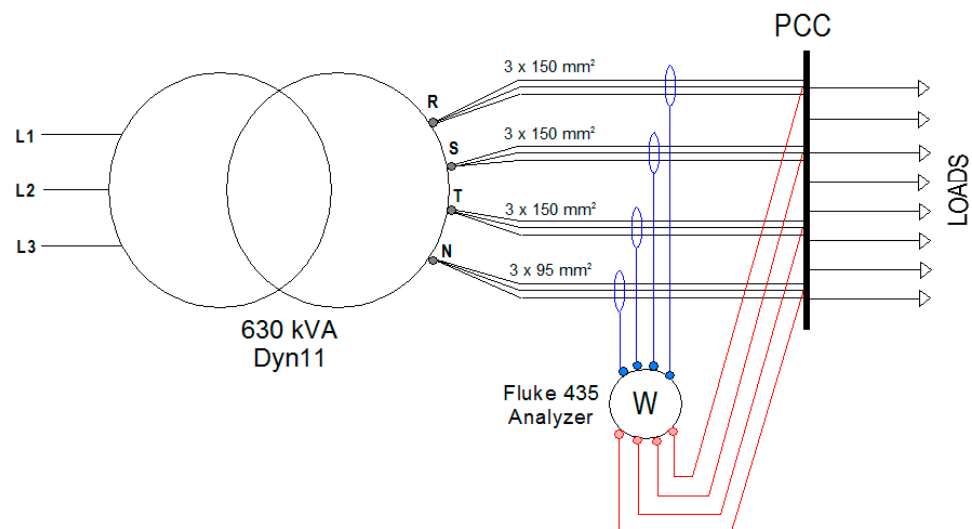 PCC
3 x 150 mm²
R
3 x 150 mm²
S
L1
L2
T
3 x 150 mm²
L3
N
3 x 95 mm²
LOADS
630 kVA
Dyn11
Fluke 435
Analyzer
W